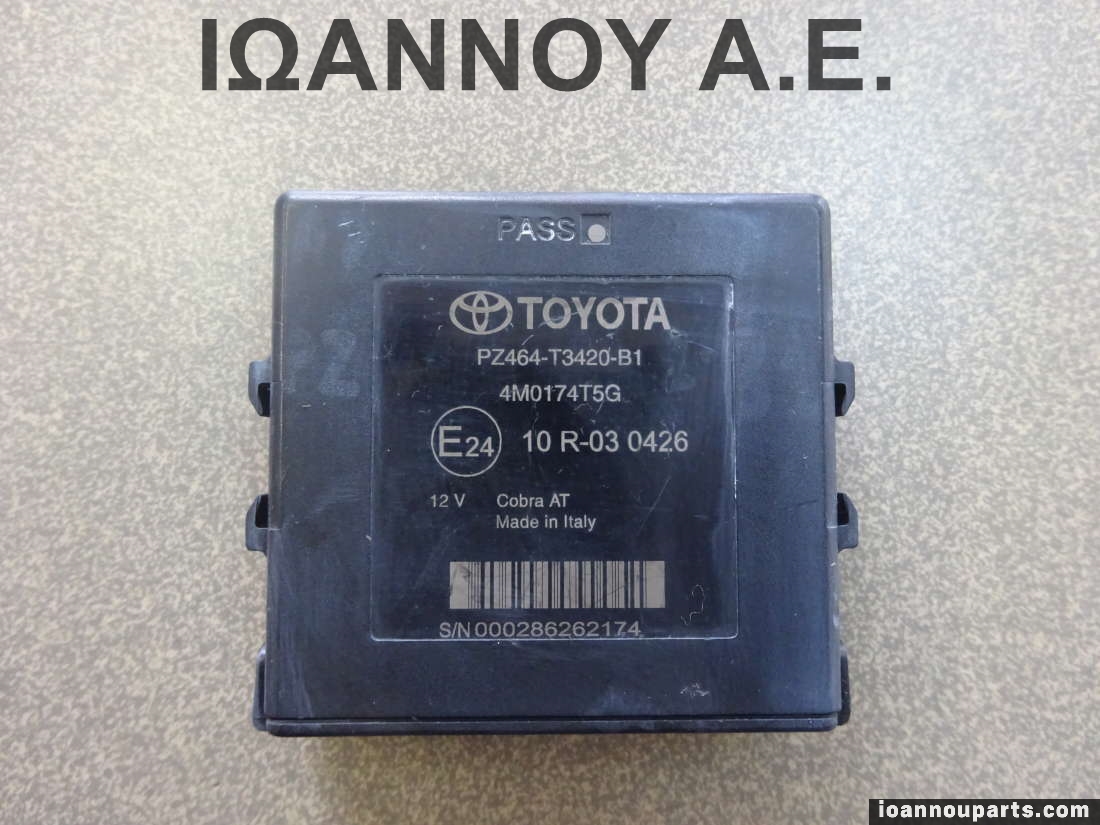 ΙΩΑΝΝΟΥ Α.Ε.
PASS
TOYOTA
PZ464-T3420-B1
4M0174T5G
E24 10 R-03 0426
12 V Cobra AT
Made in Italy
S/N 000286262174
ioannouparts.com